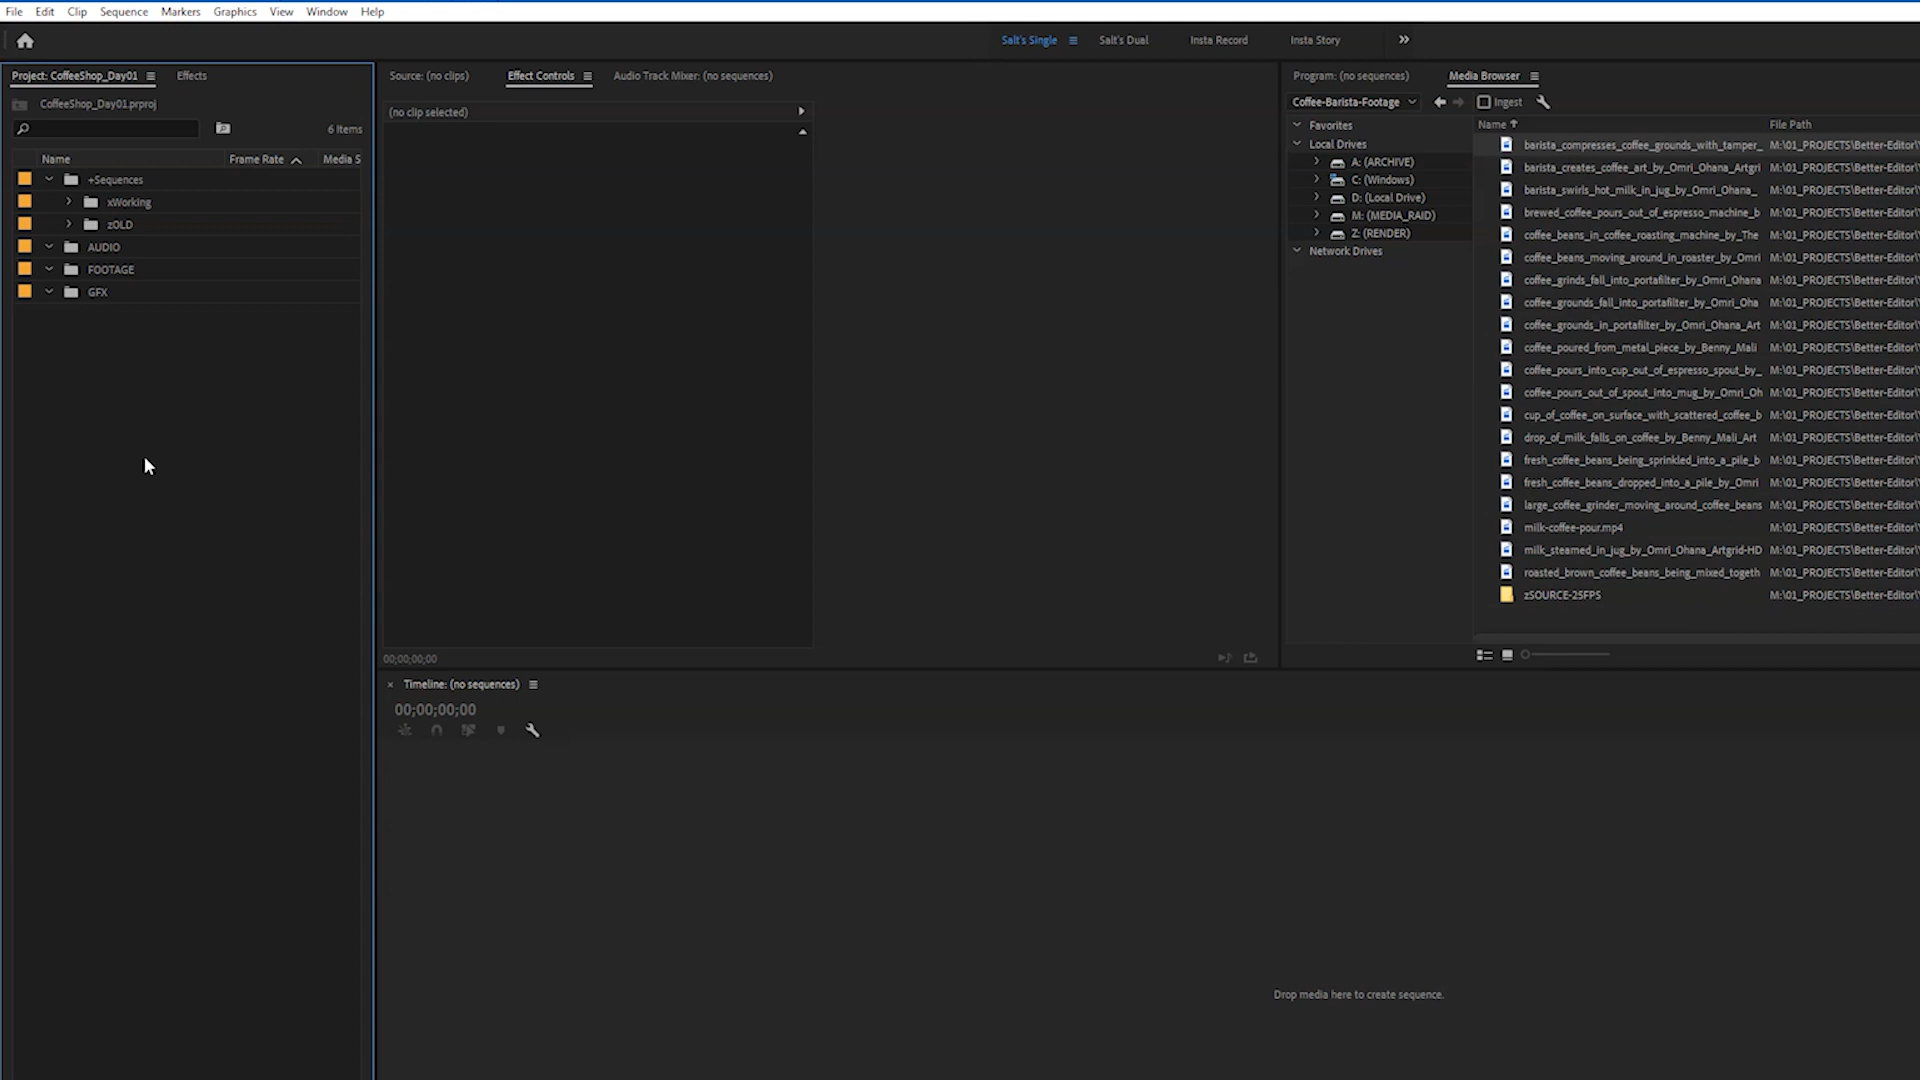 File Edit Clip Sequence Markers Graphics View Window Help
Salt's Single Salt's Dual Insta Record Insta Story
Project: CoffeeShop_Day01 Effects
CoffeeShop_Day01.prproj
6 Items
Name Frame Rate Media S
+Sequences
xWorking
zOLD
AUDIO
FOOTAGE
GFX
Source: (no clips) Effect Controls Audio Track Mixer: (no sequences)
(no clip selected)
00;00;00;00
Timeline: (no sequences)
00;00;00;00
Drop media here to create sequence.
Program: (no sequences) Media Browser
Coffee-Barista-Footage Ingest
Favorites
Local Drives
A: (ARCHIVE)
C: (Windows)
D: (Local Drive)
M: (MEDIA_RAID)
Z: (RENDER)
Network Drives
Name File Path
barista_compresses_coffee_grounds_with_tamper_ M:\01_PROJECTS\Better-Editor\
barista_creates_coffee_art_by_Omri_Ohana_Artgri M:\01_PROJECTS\Better-Editor\
barista_swirls_hot_milk_in_jug_by_Omri_Ohana_ M:\01_PROJECTS\Better-Editor\
brewed_coffee_pours_out_of_espresso_machine_b M:\01_PROJECTS\Better-Editor\
coffee_beans_in_coffee_roasting_machine_by_The M:\01_PROJECTS\Better-Editor\
coffee_beans_moving_around_in_roaster_by_Omri M:\01_PROJECTS\Better-Editor\
coffee_grinds_fall_into_portafilter_by_Omri_Ohana M:\01_PROJECTS\Better-Editor\
coffee_grounds_fall_into_portafilter_by_Omri_Oha M:\01_PROJECTS\Better-Editor\
coffee_grounds_in_portafilter_by_Omri_Ohana_Art M:\01_PROJECTS\Better-Editor\
coffee_poured_from_metal_piece_by_Benny_Mali M:\01_PROJECTS\Better-Editor\
coffee_pours_into_cup_out_of_espresso_spout_by_ M:\01_PROJECTS\Better-Editor\
coffee_pours_out_of_spout_into_mug_by_Omri_Oh M:\01_PROJECTS\Better-Editor\
cup_of_coffee_on_surface_with_scattered_coffee_b M:\01_PROJECTS\Better-Editor\
drop_of_milk_falls_on_coffee_by_Benny_Mali_Art M:\01_PROJECTS\Better-Editor\
fresh_coffee_beans_being_sprinkled_into_a_pile_b M:\01_PROJECTS\Better-Editor\
fresh_coffee_beans_dropped_into_a_pile_by_Omri M:\01_PROJECTS\Better-Editor\
large_coffee_grinder_moving_around_coffee_beans M:\01_PROJECTS\Better-Editor\
milk-coffee-pour.mp4 M:\01_PROJECTS\Better-Editor\
milk_steamed_in_jug_by_Omri_Ohana_Artgrid-HD M:\01_PROJECTS\Better-Editor\
roasted_brown_coffee_beans_being_mixed_togeth M:\01_PROJECTS\Better-Editor\
zSOURCE-25FPS M:\01_PROJECTS\Better-Editor\